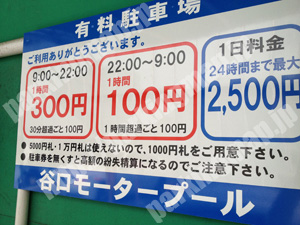 有料駐車場
ご利用ありがとうございます。
9:00~22:00
1時間
300円
30分超過ごと100円
22:00~9:00
1時間
100円
1時間超過ごと100円
1日料金
24時間まで最大
2,500円
● 5000円札・1万円札は使えないので、1000円札をご用意下さい。
● 駐車券を無くすと高額の紛失精算になるのでご注意下さい。
谷口モータープール